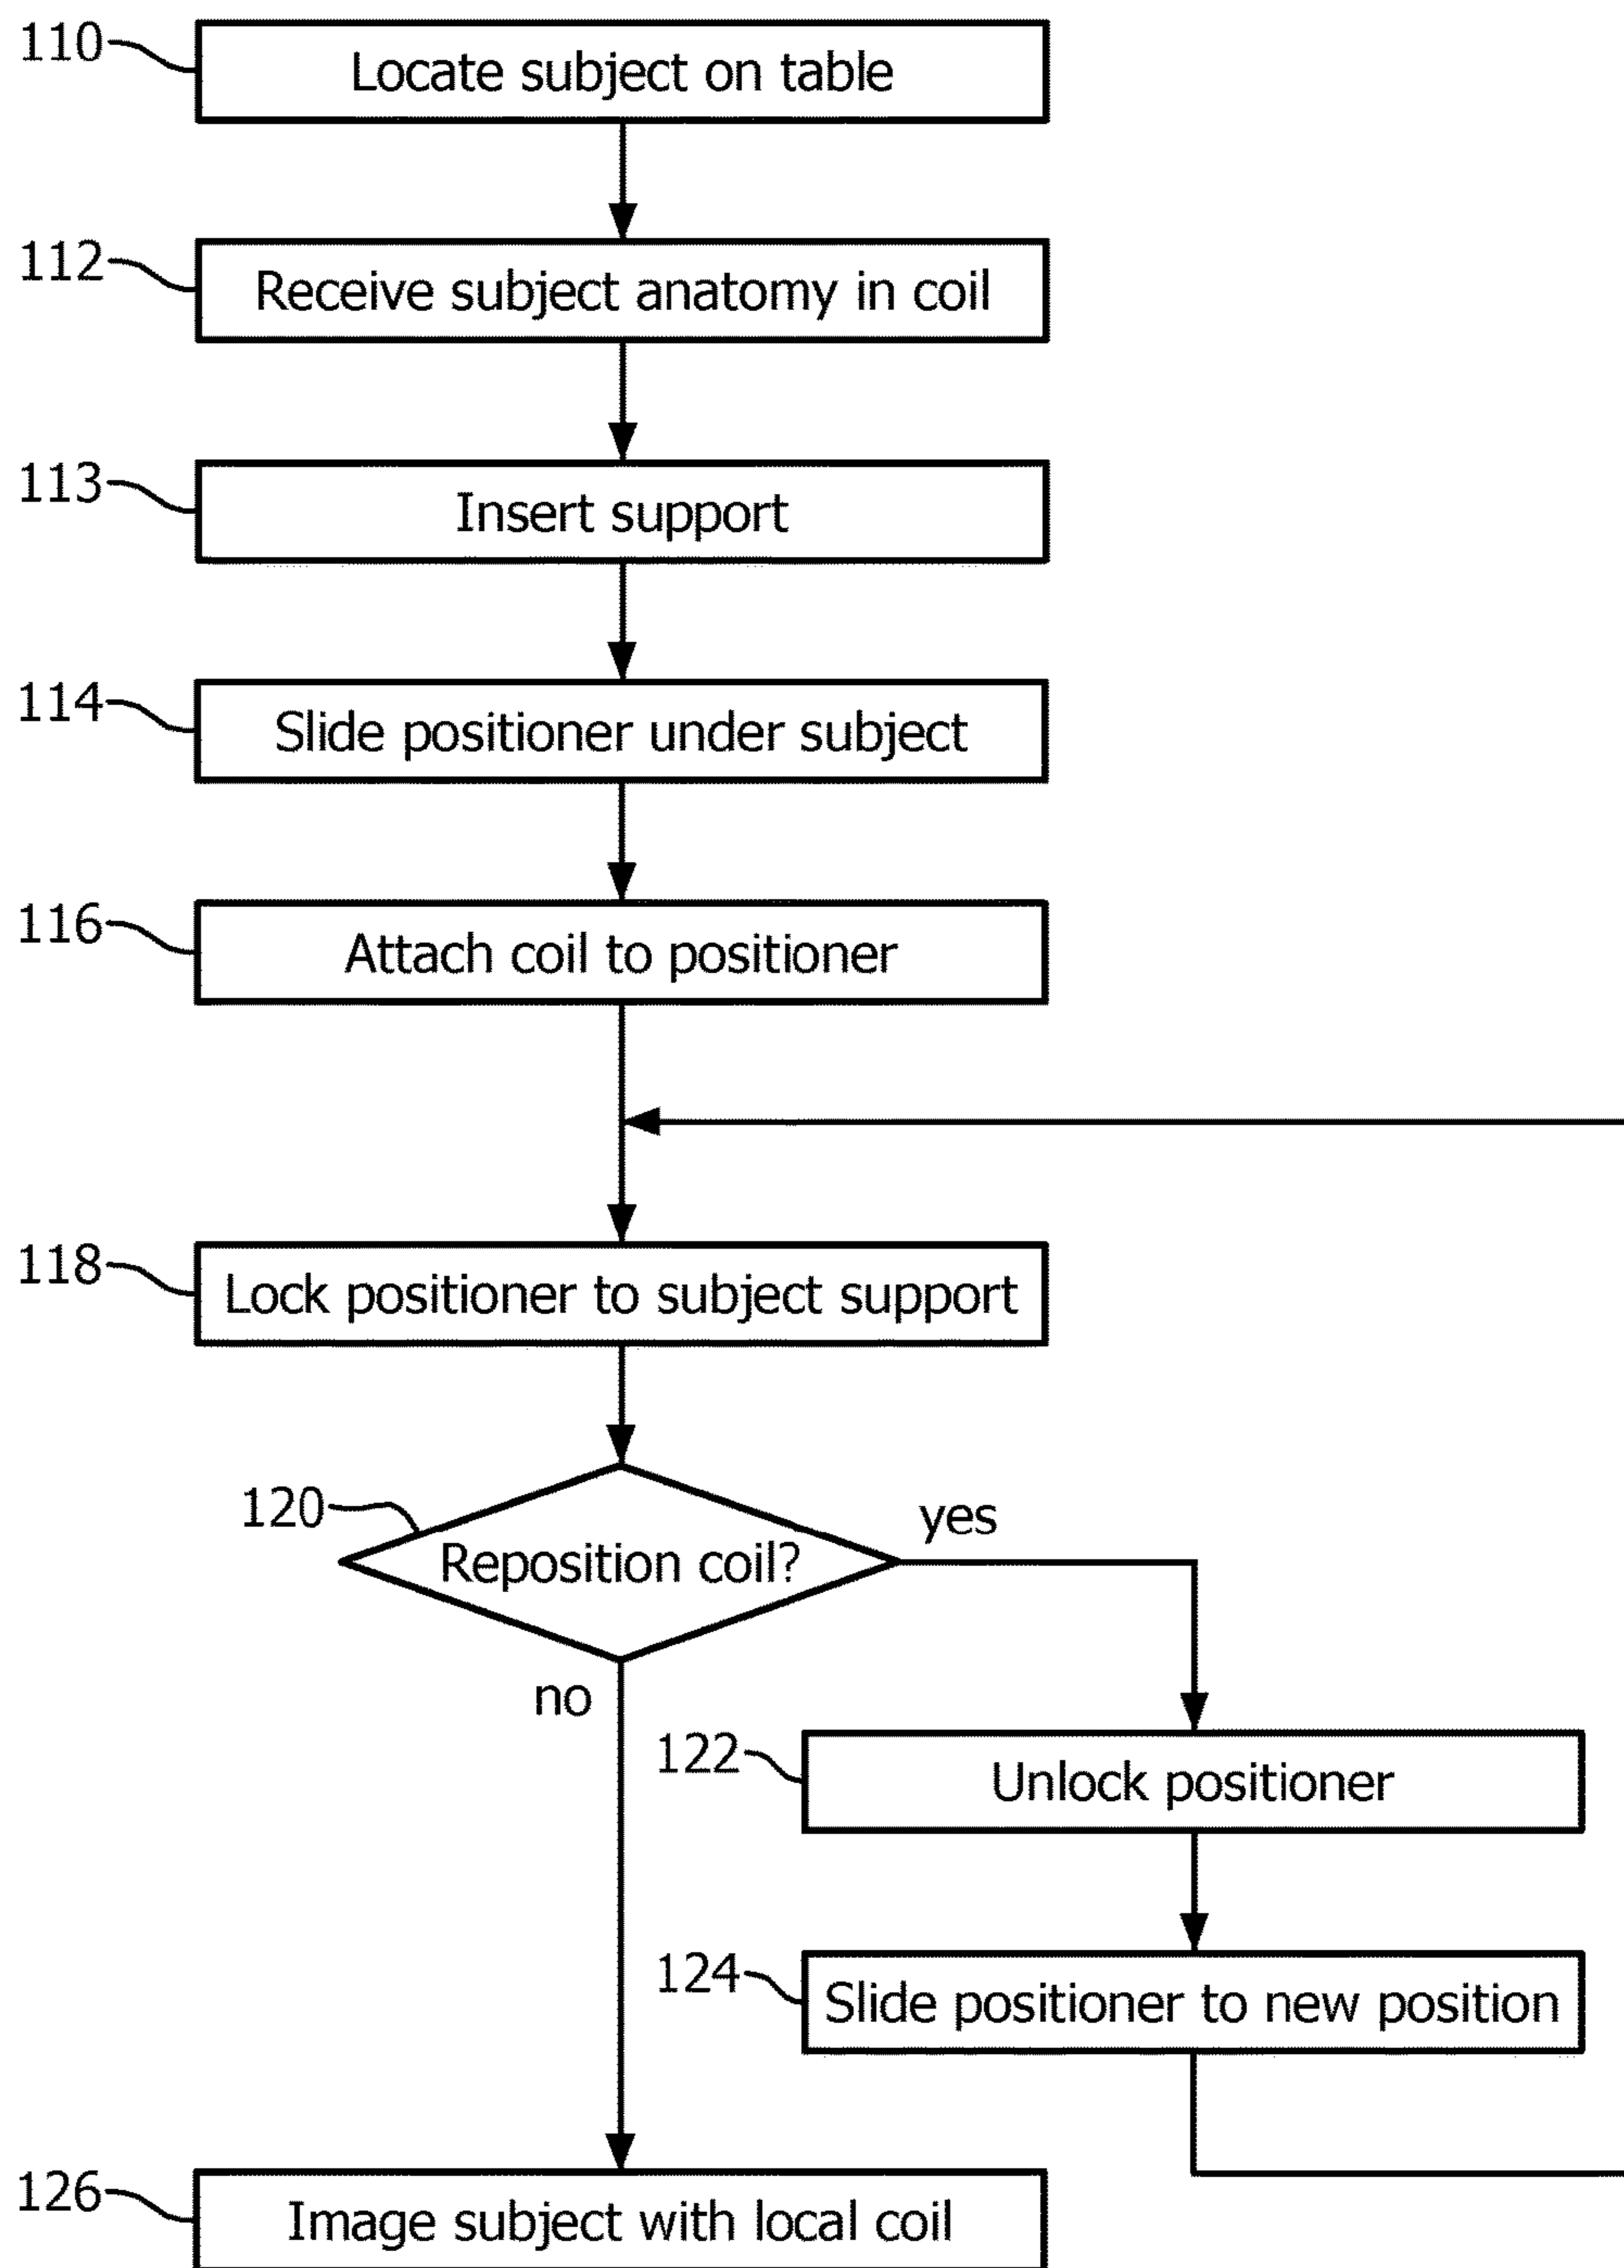 110
Locate subject on table
112
Receive subject anatomy in coil
113
Insert support
114
Slide positioner under subject
116
Attach coil to positioner
118
Lock positioner to subject support
120
Reposition coil?
yes
no
122
Unlock positioner
124
Slide positioner to new position
126
Image subject with local coil